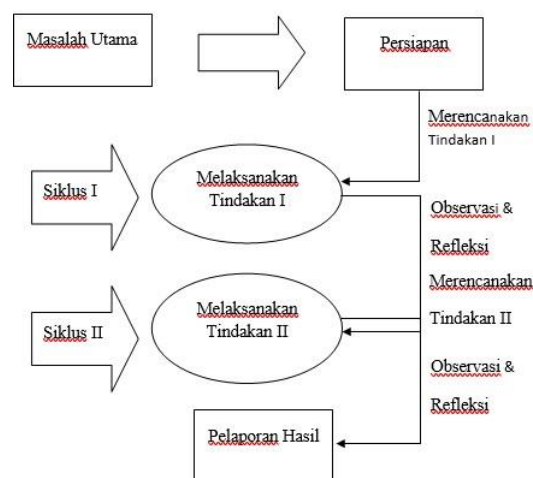 Masalah Utama
Persiapan
Merencanakan
Tindakan I
Siklus I
Melaksanakan
Tindakan I
Observasi &
Refleksi
Merencanakan
Tindakan II
Siklus II
Melaksanakan
Tindakan II
Observasi &
Refleksi
Pelaporan Hasil